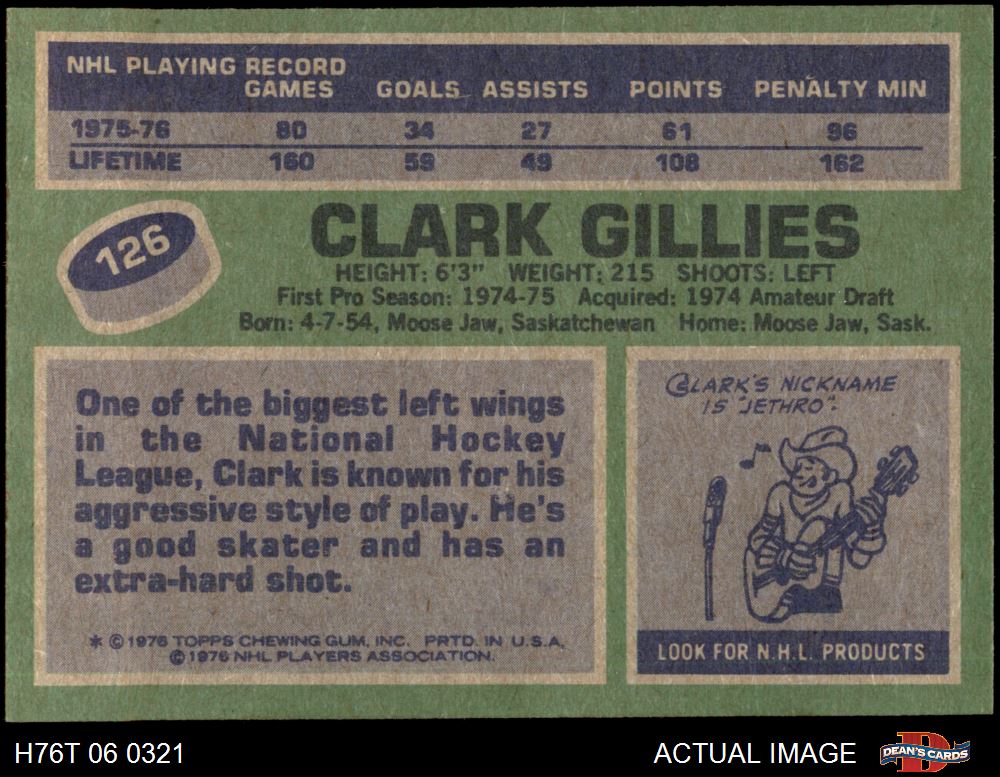 NHL PLAYING RECORD
GAMES GOALS ASSISTS POINTS PENALTY MIN
1975-76 80 34 27 61 96
LIFETIME 160 59 49 108 162
126
CLARK GILLIES
HEIGHT: 6'3" WEIGHT: 215 SHOOTS: LEFT
First Pro Season: 1974-75 Acquired: 1974 Amateur Draft
Born: 4-7-54, Moose Jaw, Saskatchewan Home: Moose Jaw, Sask.
One of the biggest left wings
in the National Hockey
League, Clark is known for his
aggressive style of play. He's
a good skater and has an
extra-hard shot.
* © 1976 TOPPS CHEWING GUM, INC. PRTD. IN U.S.A.
© 1976 NHL PLAYERS ASSOCIATION.
CLARK'S NICKNAME
IS "JETHRO".
LOOK FOR N.H.L. PRODUCTS
H76T 06 0321
ACTUAL IMAGE
DEAN'S CARDS